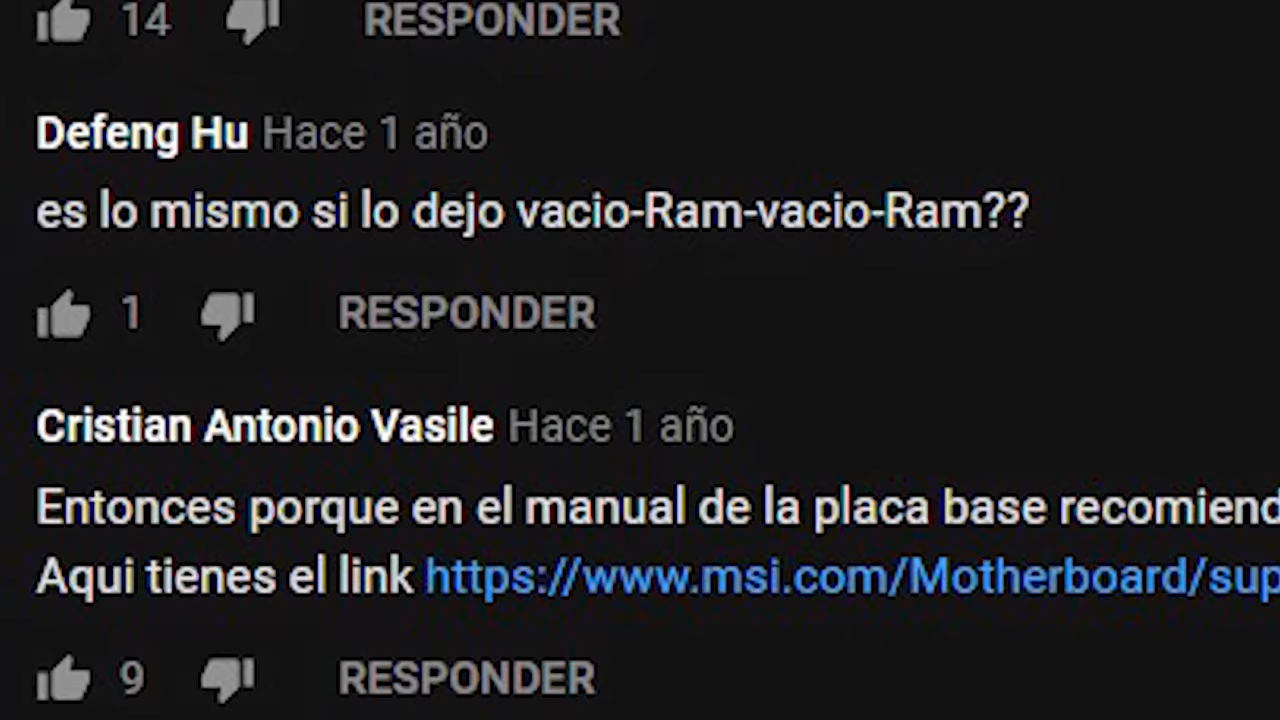 14 RESPONDER
Defeng Hu Hace 1 año
es lo mismo si lo dejo vacio-Ram-vacio-Ram??
1 RESPONDER
Cristian Antonio Vasile Hace 1 año
Entonces porque en el manual de la placa base recomiend
Aqui tienes el link https://www.msi.com/Motherboard/sup
9 RESPONDER